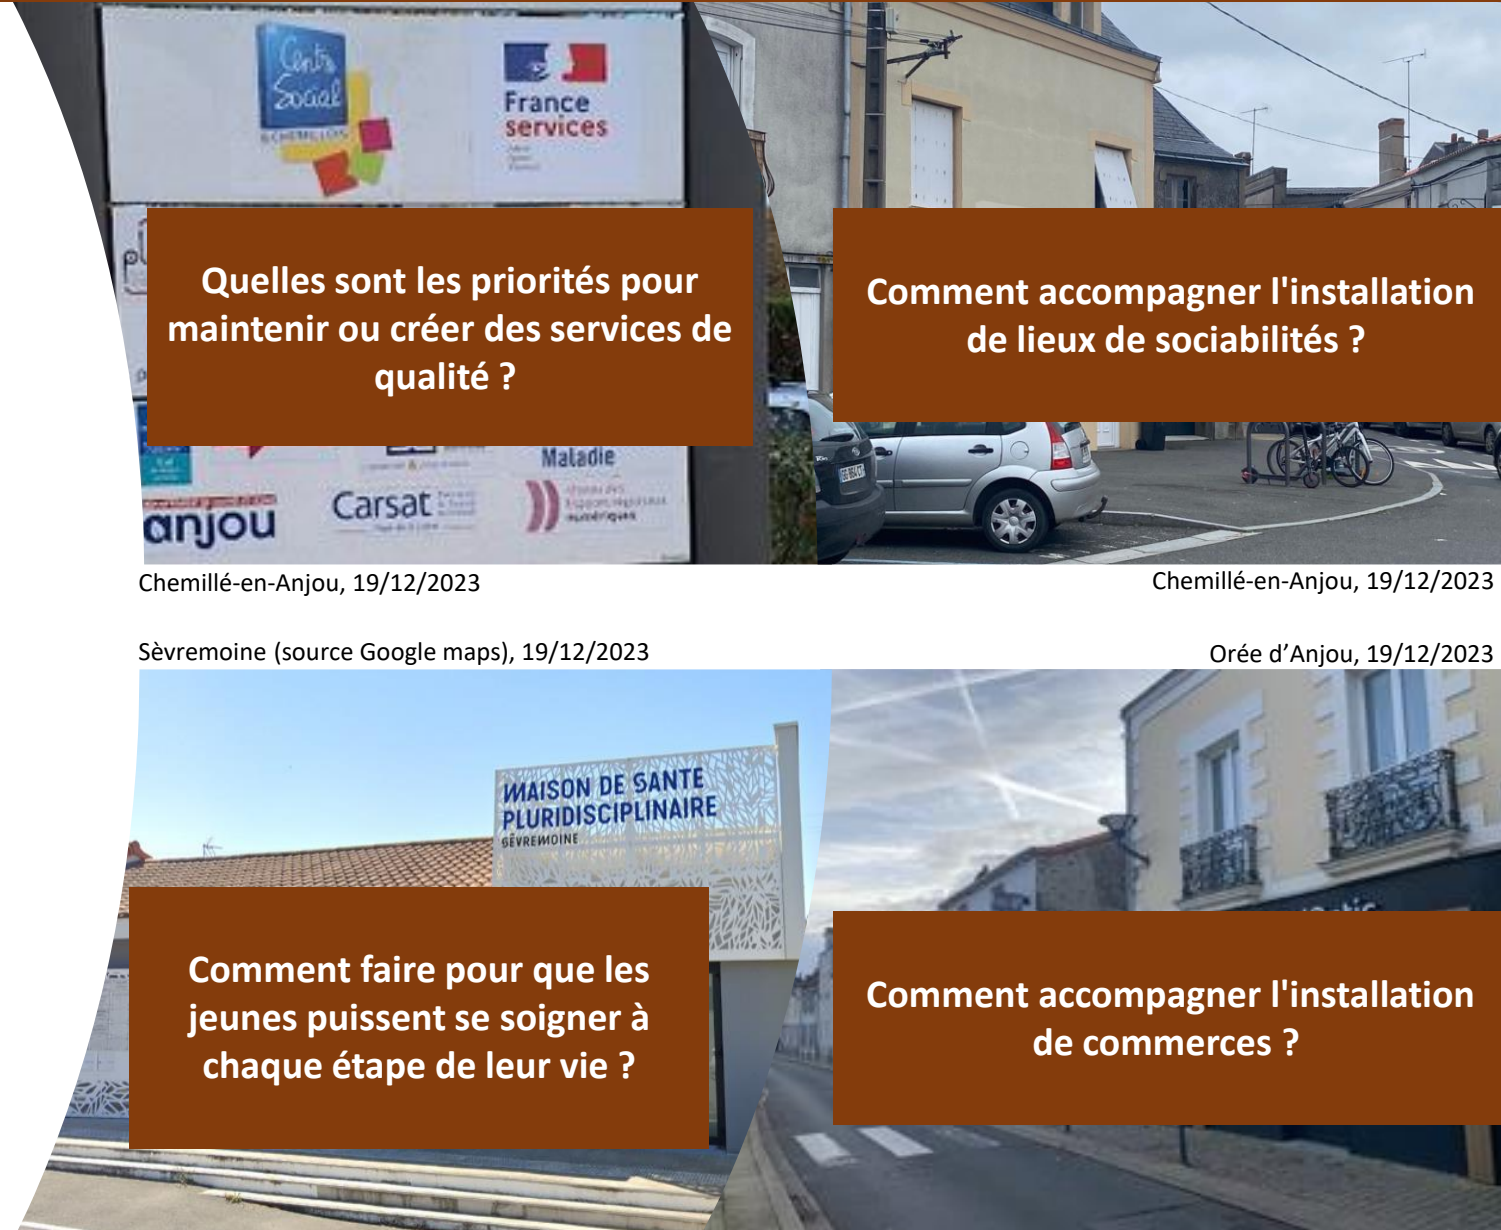 Centre
Social
France
services
Quelles sont les priorités pour
maintenir ou créer des services de
qualité ?
Comment accompagner l'installation
de lieux de sociabilités ?
Maladie
anjou
Carsat
numériques
Chemillé-en-Anjou, 19/12/2023
Chemillé-en-Anjou, 19/12/2023
Sèvremoine (source Google maps), 19/12/2023
Orée d’Anjou, 19/12/2023
MAISON DE SANTE
PLURIDISCIPLINAIRE
SÈVREMOINE
Comment faire pour que les
jeunes puissent se soigner à
chaque étape de leur vie ?
Comment accompagner l'installation
de commerces ?